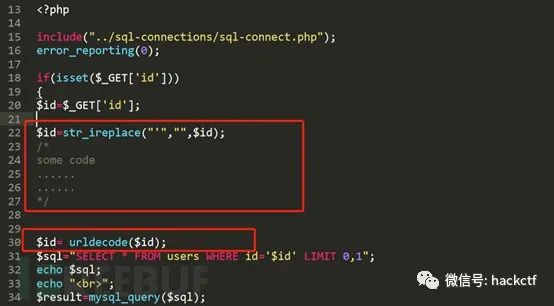 13 <?php
14
15 include("../sql-connections/sql-connect.php");
16 error_reporting(0);
17
18 if(isset($_GET['id']))
19 {
20 $id=$_GET['id'];
21
22 $id=str_ireplace("'","",$id);
23 /*
24 some code
25 ......
26 ......
27 */
28
29
30 $id= urldecode($id);
31 $sql="SELECT * FROM users WHERE id='$id' LIMIT 0,1";
32 echo $sql;
33 echo "<br>";
34 $result=mysql_query($sql);
微信号: hackctf